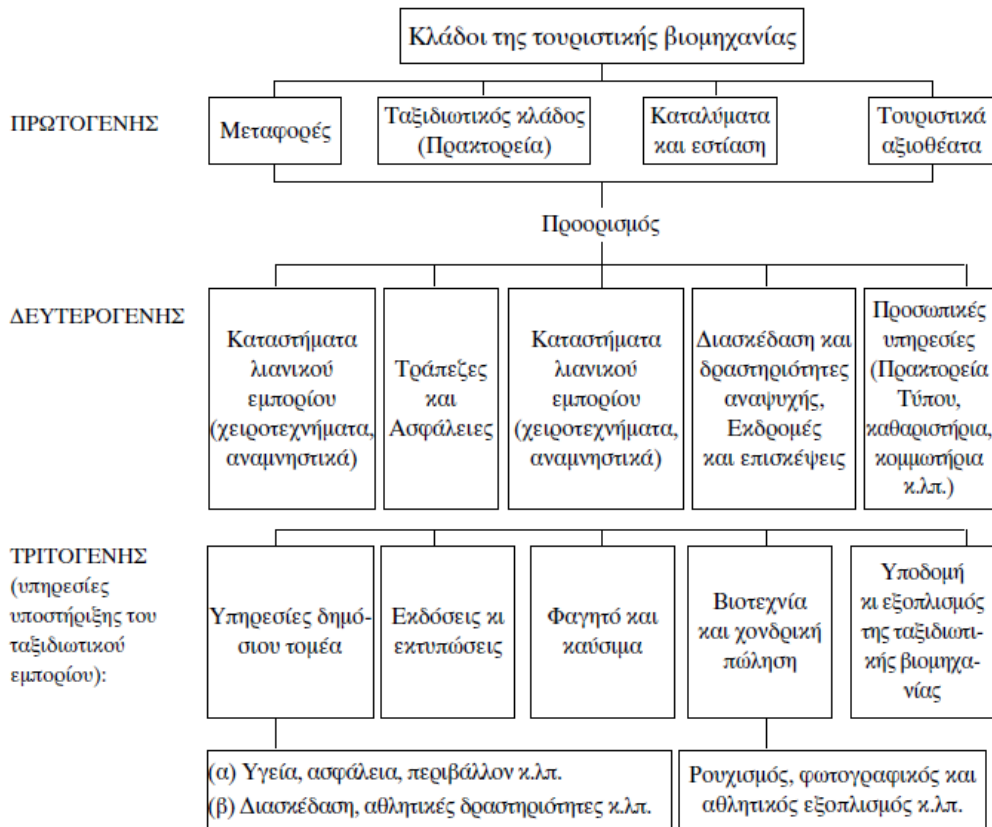 Κλάδοι της τουριστικής βιομηχανίας
ΠΡΩΤΟΓΕΝΗΣ
Μεταφορές
Ταξιδιωτικός κλάδος
(Πρακτορεία)
Καταλύματα
και εστίαση
Τουριστικά
αξιοθέατα
Προορισμός
ΔΕΥΤΕΡΟΓΕΝΗΣ
Καταστήματα
λιανικού
εμπορίου
(χειροτεχνήματα,
αναμνηστικά)
Τράπεζες
και
Ασφάλειες
Καταστήματα
λιανικού
εμπορίου
(χειροτεχνήματα,
αναμνηστικά)
Διασκέδαση και
δραστηριότητες
αναψυχής,
Εκδρομές
και επισκέψεις
Προσωπικές
υπηρεσίες
(Πρακτορεία
Τύπου,
καθαριστήρια,
κομμωτήρια
κ.λπ.)
ΤΡΙΤΟΓΕΝΗΣ
(υπηρεσίες
υποστήριξης του
ταξιδιωτικού
εμπορίου):
Υπηρεσίες δημό-
σιου τομέα
Εκδόσεις κι
εκτυπώσεις
Φαγητό και
καύσιμα
Βιοτεχνία
και χονδρική
πώληση
Υποδομή
κι εξοπλισμός
της ταξιδιωτι-
κής βιομηχα-
νίας
(α) Υγεία, ασφάλεια, περιβάλλον κ.λπ.
(β) Διασκέδαση, αθλητικές δραστηριότητες κ.λπ.
Ρουχισμός, φωτογραφικός και
αθλητικός εξοπλισμός κ.λπ.